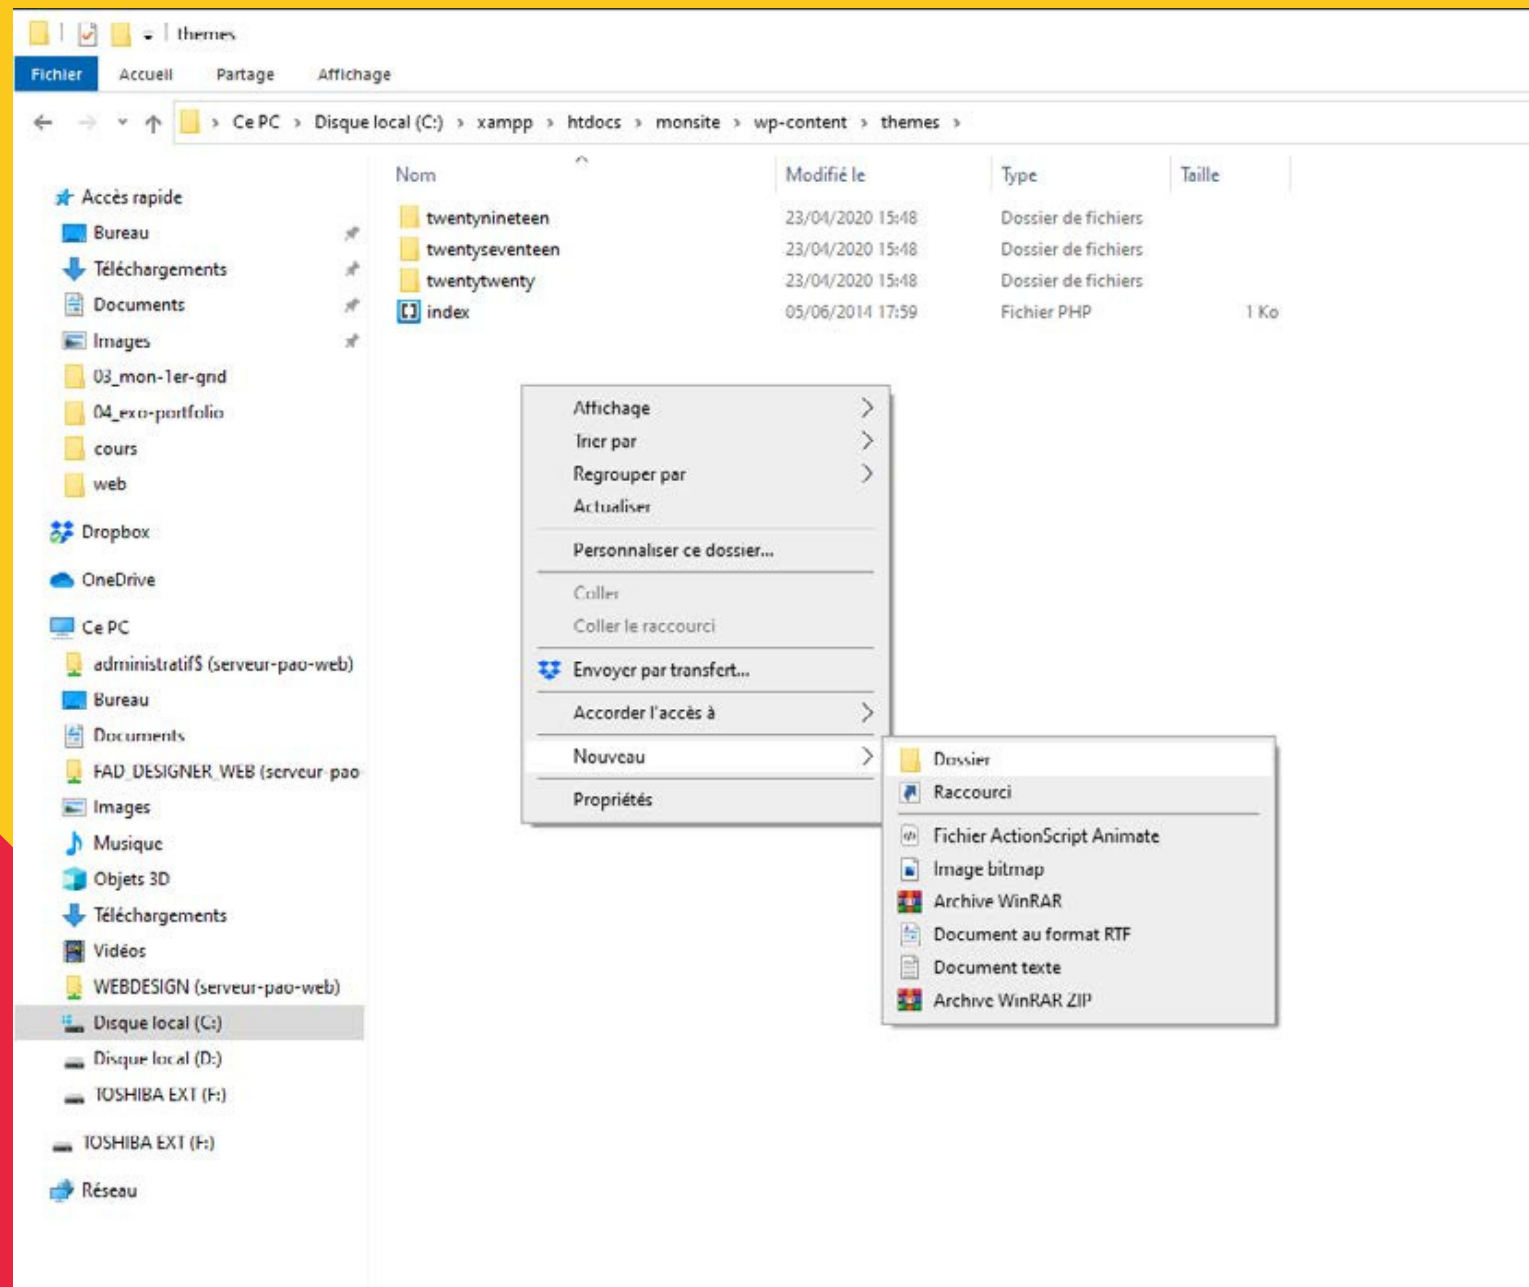 themes
Fichier Accueil Partage Affichage
Ce PC > Disque local (C:) > xampp > htdocs > monsite > wp-content > themes >
Nom Modifié le Type Taille
twentynineteen 23/04/2020 15:48 Dossier de fichiers
twentyseventeen 23/04/2020 15:48 Dossier de fichiers
twentytwenty 23/04/2020 15:48 Dossier de fichiers
index 05/06/2014 17:59 Fichier PHP 1 Ko
Accès rapide
Bureau
Téléchargements
Documents
Images
03_mon-1er-grid
04_exo-portfolio
cours
web
Dropbox
OneDrive
Ce PC
administratif$ (serveur-pao-web)
Bureau
Documents
FAD_DESIGNER_WEB (serveur-pao
Images
Musique
Objets 3D
Téléchargements
Vidéos
WEBDESIGN (serveur-pao-web)
Disque local (C:)
Disque local (D:)
TOSHIBA EXT (F:)
TOSHIBA EXT (F:)
Réseau
Affichage
Trier par
Regrouper par
Actualiser
Personnaliser ce dossier...
Coller
Coller le raccourci
Envoyer par transfert...
Accorder l'accès à
Nouveau
Propriétés
Dossier
Raccourci
Fichier ActionScript Animate
Image bitmap
Archive WinRAR
Document au format RTF
Document texte
Archive WinRAR ZIP